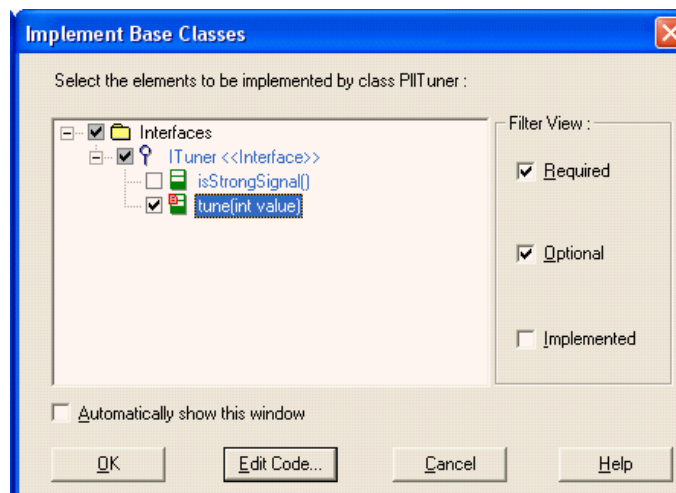 Implement Base Classes
Select the elements to be implemented by class PIITuner :
Interfaces
ITuner <<Interface>>
isStrongSignal()
tune(int value)
Filter View :
Required
Optional
Implemented
Automatically show this window
OK
Edit Code...
Cancel
Help